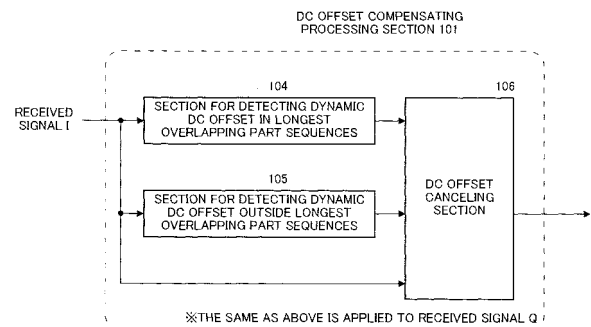 DC OFFSET COMPENSATING
PROCESSING SECTION 101
104
106
RECEIVED
SIGNAL I
SECTION FOR DETECTING DYNAMIC
DC OFFSET IN LONGEST
OVERLAPPING PART SEQUENCES
105
SECTION FOR DETECTING DYNAMIC
DC OFFSET OUTSIDE LONGEST
OVERLAPPING PART SEQUENCES
DC OFFSET
CANCELING
SECTION
※THE SAME AS ABOVE IS APPLIED TO RECEIVED SIGNAL Q